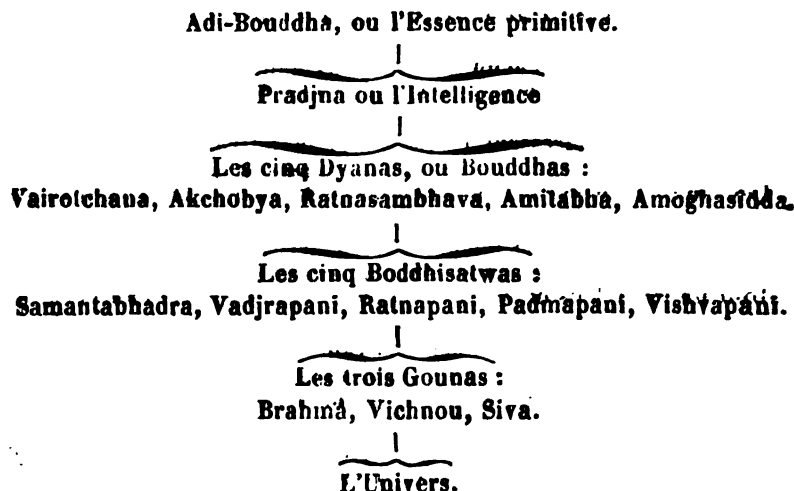 Adi-Bouddha, ou l'Essence primitive.
Pradjna ou l'Intelligence
Les cinq Dyanas, ou Bouddhas :
Vairotchana, Akchobya, Ratnasambhava, Amitabha, Amoghasidda.
Les cinq Boddhisatwas :
Samantabhadra, Vadjrapani, Ratnapani, Padmapani, Vishvapani.
Les trois Gounas :
Brahmâ, Vichnou, Siva.
L'Univers.